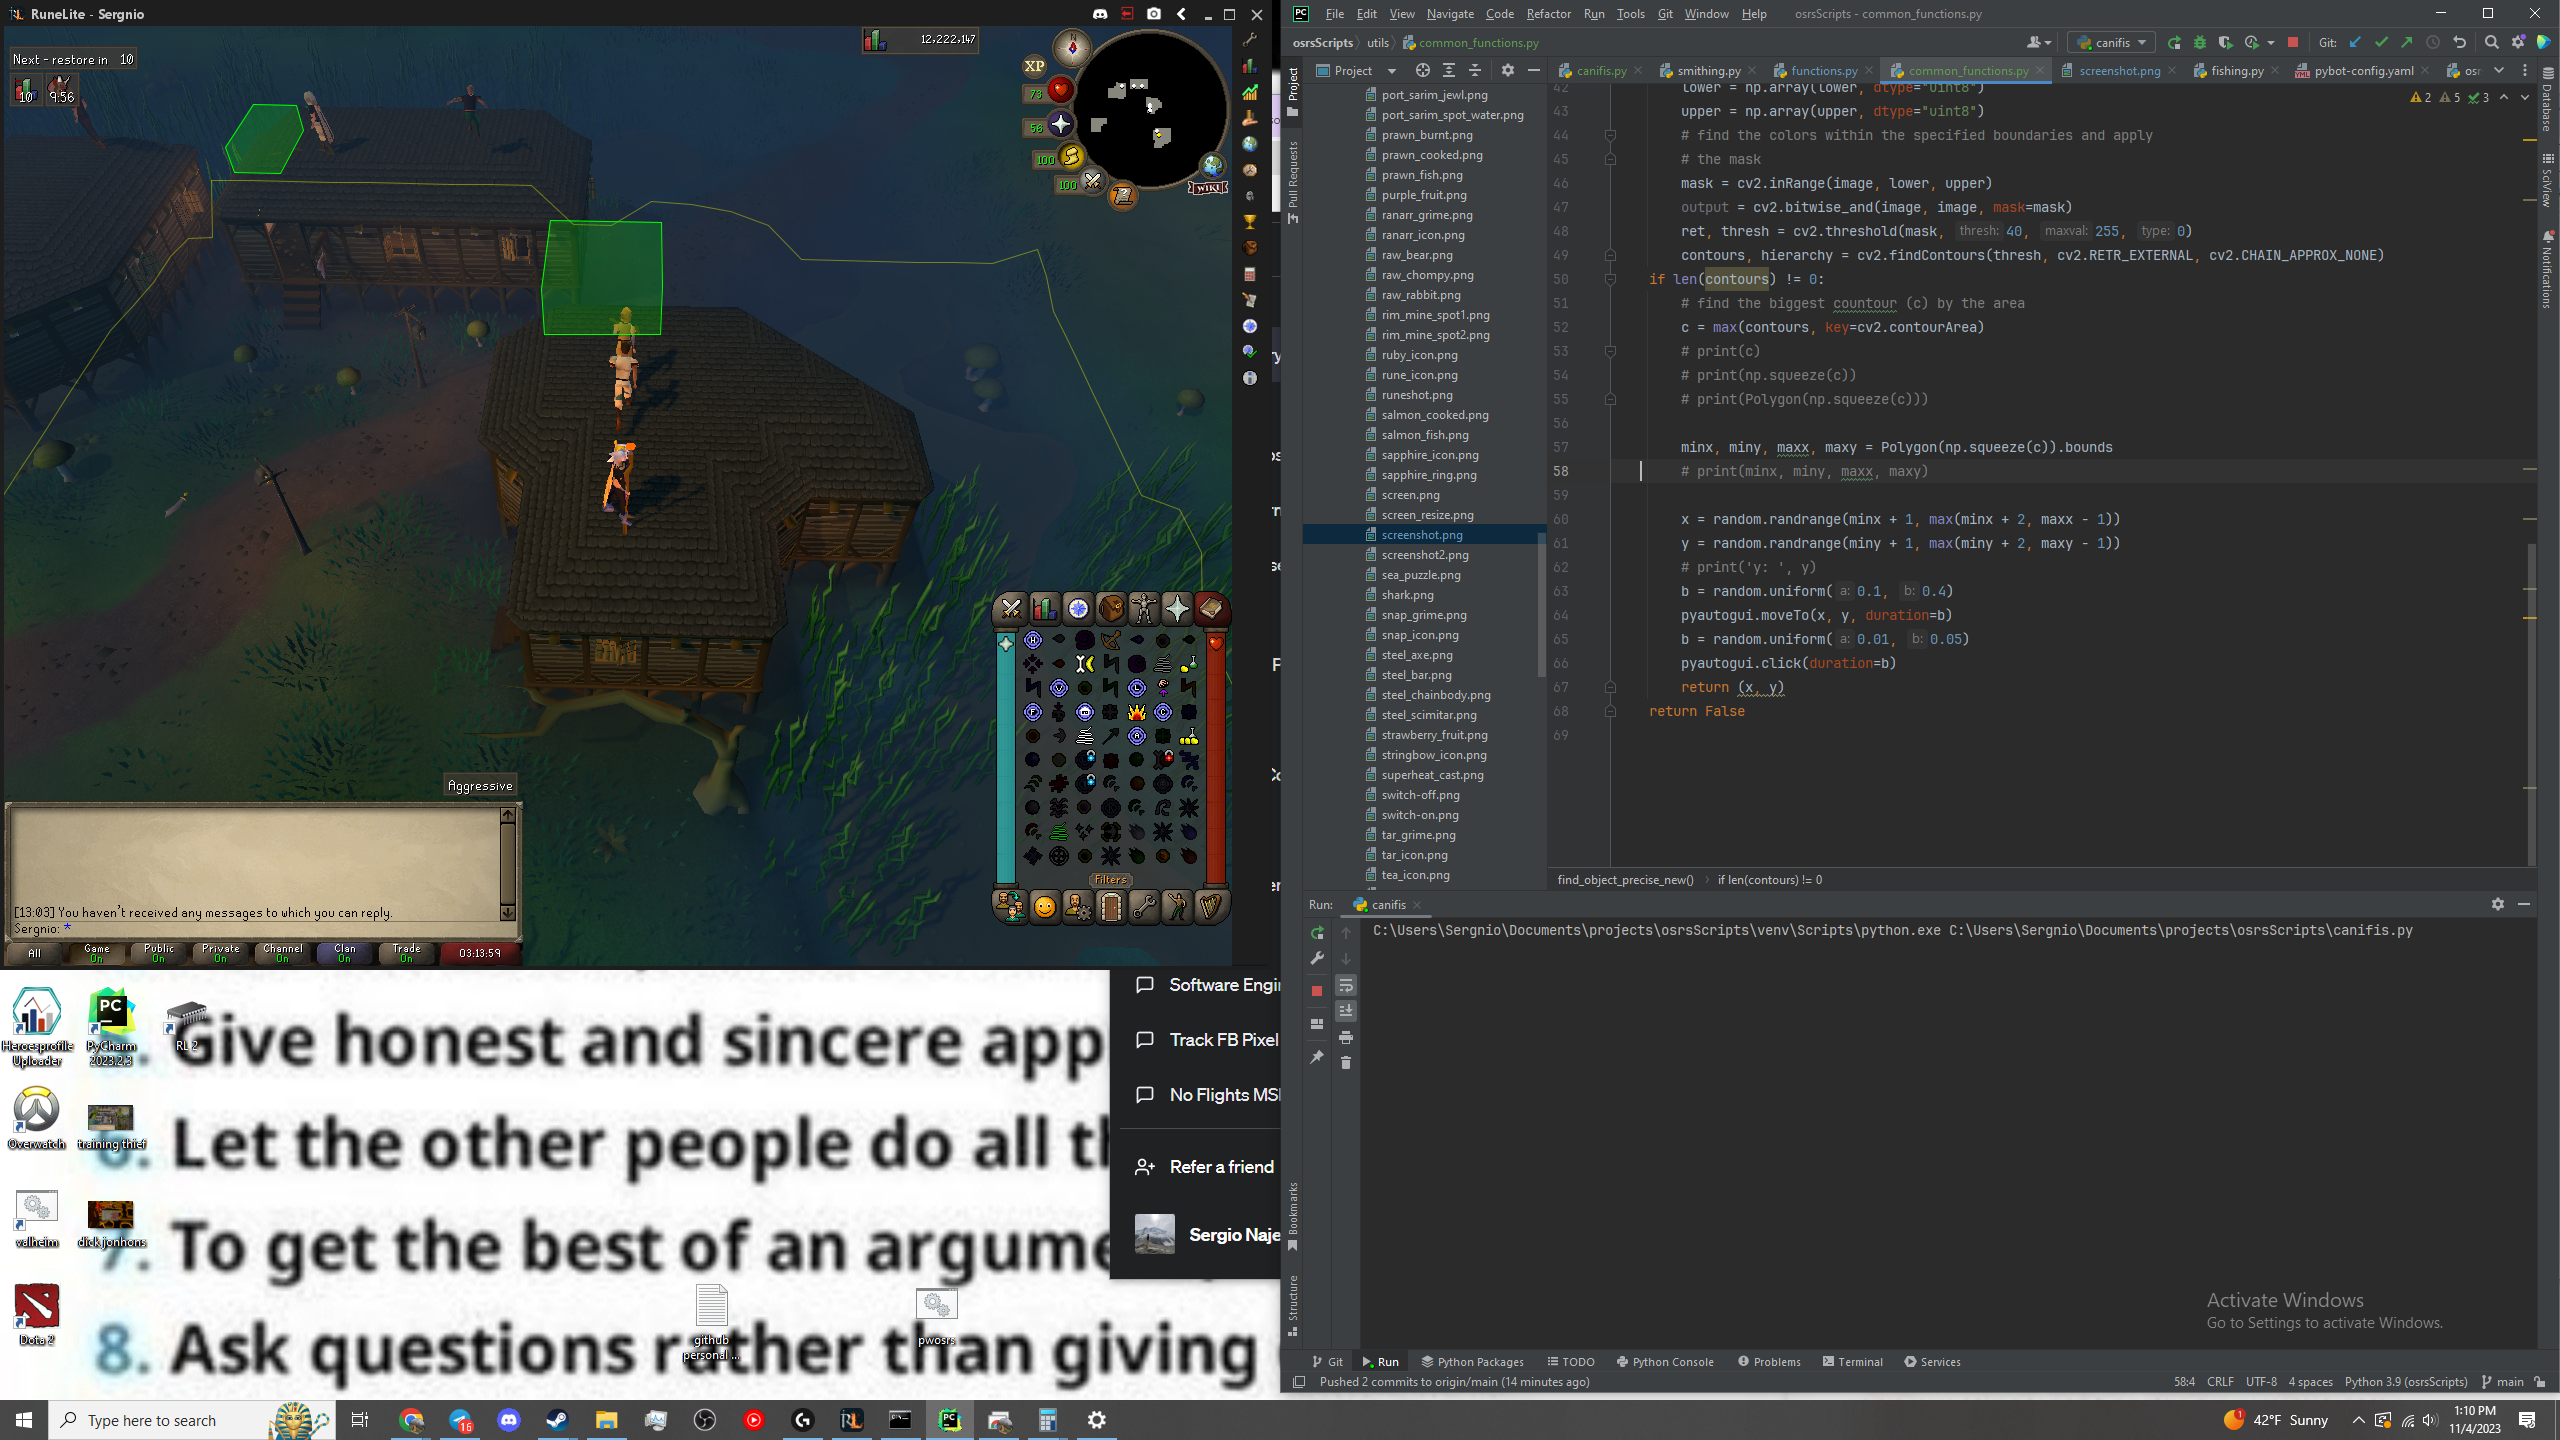 RuneLite - Sergnio
Next - restore in 10
10
9:56
12,222,147
XP
N
73
56
100
100
WIKI
Aggressive
Filters
[13:03] You haven't received any messages to which you can reply.
Sergnio: *
All
Game
On
Public
On
Private
On
Channel
On
Clan
On
Trade
On
03:13:59
PC File Edit View Navigate Code Refactor Run Tools Git Window Help osrsScripts - common_functions.py
osrsScripts utils common_functions.py
canifis
Git:
Project
canifis.py smithing.py functions.py common_functions.py screenshot.png fishing.py pybot-config.yaml osr
Project
Pull Requests
Bookmarks
Structure
Database
SciView
Notifications
port_sarim_jewl.png
port_sarim_spot_water.png
prawn_burnt.png
prawn_cooked.png
prawn_fish.png
purple_fruit.png
ranarr_grime.png
ranarr_icon.png
raw_bear.png
raw_chompy.png
raw_rabbit.png
rim_mine_spot1.png
rim_mine_spot2.png
ruby_icon.png
rune_icon.png
runeshot.png
salmon_cooked.png
salmon_fish.png
sapphire_icon.png
sapphire_ring.png
screen.png
screen_resize.png
screenshot.png
screenshot2.png
sea_puzzle.png
shark.png
snap_grime.png
snap_icon.png
steel_axe.png
steel_bar.png
steel_chainbody.png
steel_scimitar.png
strawberry_fruit.png
stringbow_icon.png
superheat_cast.png
switch-off.png
switch-on.png
tar_grime.png
tar_icon.png
tea_icon.png
2 5 3
42 lower = np.array(lower, dtype="uint8")
43 upper = np.array(upper, dtype="uint8")
44 # find the colors within the specified boundaries and apply
45 # the mask
46 mask = cv2.inRange(image, lower, upper)
47 output = cv2.bitwise_and(image, image, mask=mask)
48 ret, thresh = cv2.threshold(mask, thresh: 40, maxval: 255, type: 0)
49 contours, hierarchy = cv2.findContours(thresh, cv2.RETR_EXTERNAL, cv2.CHAIN_APPROX_NONE)
50 if len(contours) != 0:
51 # find the biggest countour (c) by the area
52 c = max(contours, key=cv2.contourArea)
53 # print(c)
54 # print(np.squeeze(c))
55 # print(Polygon(np.squeeze(c)))
56
57 minx, miny, maxx, maxy = Polygon(np.squeeze(c)).bounds
58 # print(minx, miny, maxx, maxy)
59
60 x = random.randrange(minx + 1, max(minx + 2, maxx - 1))
61 y = random.randrange(miny + 1, max(miny + 2, maxy - 1))
62 # print('y: ', y)
63 b = random.uniform( a: 0.1, b: 0.4)
64 pyautogui.moveTo(x, y, duration=b)
65 b = random.uniform( a: 0.01, b: 0.05)
66 pyautogui.click(duration=b)
67 return (x, y)
68 return False
69
find_object_precise_new() if len(contours) != 0
Run: canifis
C:\Users\Sergnio\Documents\projects\osrsScripts\venv\Scripts\python.exe C:\Users\Sergnio\Documents\projects\osrsScripts\canifis.py
Activate Windows
Go to Settings to activate Windows.
Git Run Python Packages TODO Python Console Problems Terminal Services
Pushed 2 commits to origin/main (14 minutes ago)
58:4 CRLF UTF-8 4 spaces Python 3.9 (osrsScripts) main
Heroesprofile Uploader
PyCharm 2023.2.3
RL 2
Overwatch
training thief
valheim
dick jonhons
Dota 2
github personal ...
pwosrs
Give honest and sincere app
Let the other people do all th
7. To get the best of an argume
8. Ask questions rather than giving
Software Engin
Track FB Pixel
No Flights MS
Refer a friend
Sergio Naje
Type here to search
16
42°F Sunny
1:10 PM
11/4/2023